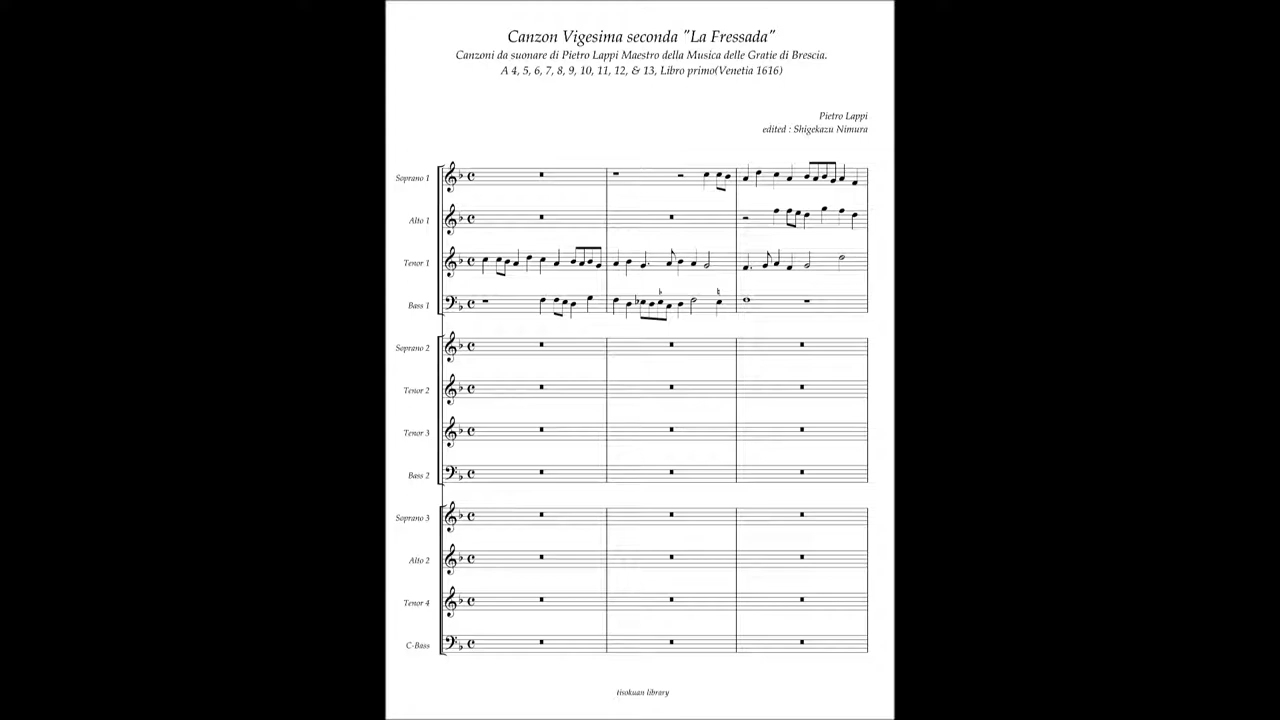 Canzon Vigesima seconda "La Fressada"
Canzoni da suonare di Pietro Lappi Maestro della Musica delle Gratie di Brescia.
A 4, 5, 6, 7, 8, 9, 10, 11, 12, & 13, Libro primo(Venetia 1616)
Pietro Lappi
edited : Shigekazu Nimura
Soprano 1
Alto 1
Tenor 1
Bass 1
Soprano 2
Tenor 2
Tenor 3
Bass 2
Soprano 3
Alto 2
Tenor 4
C-Bass
tisokuan library